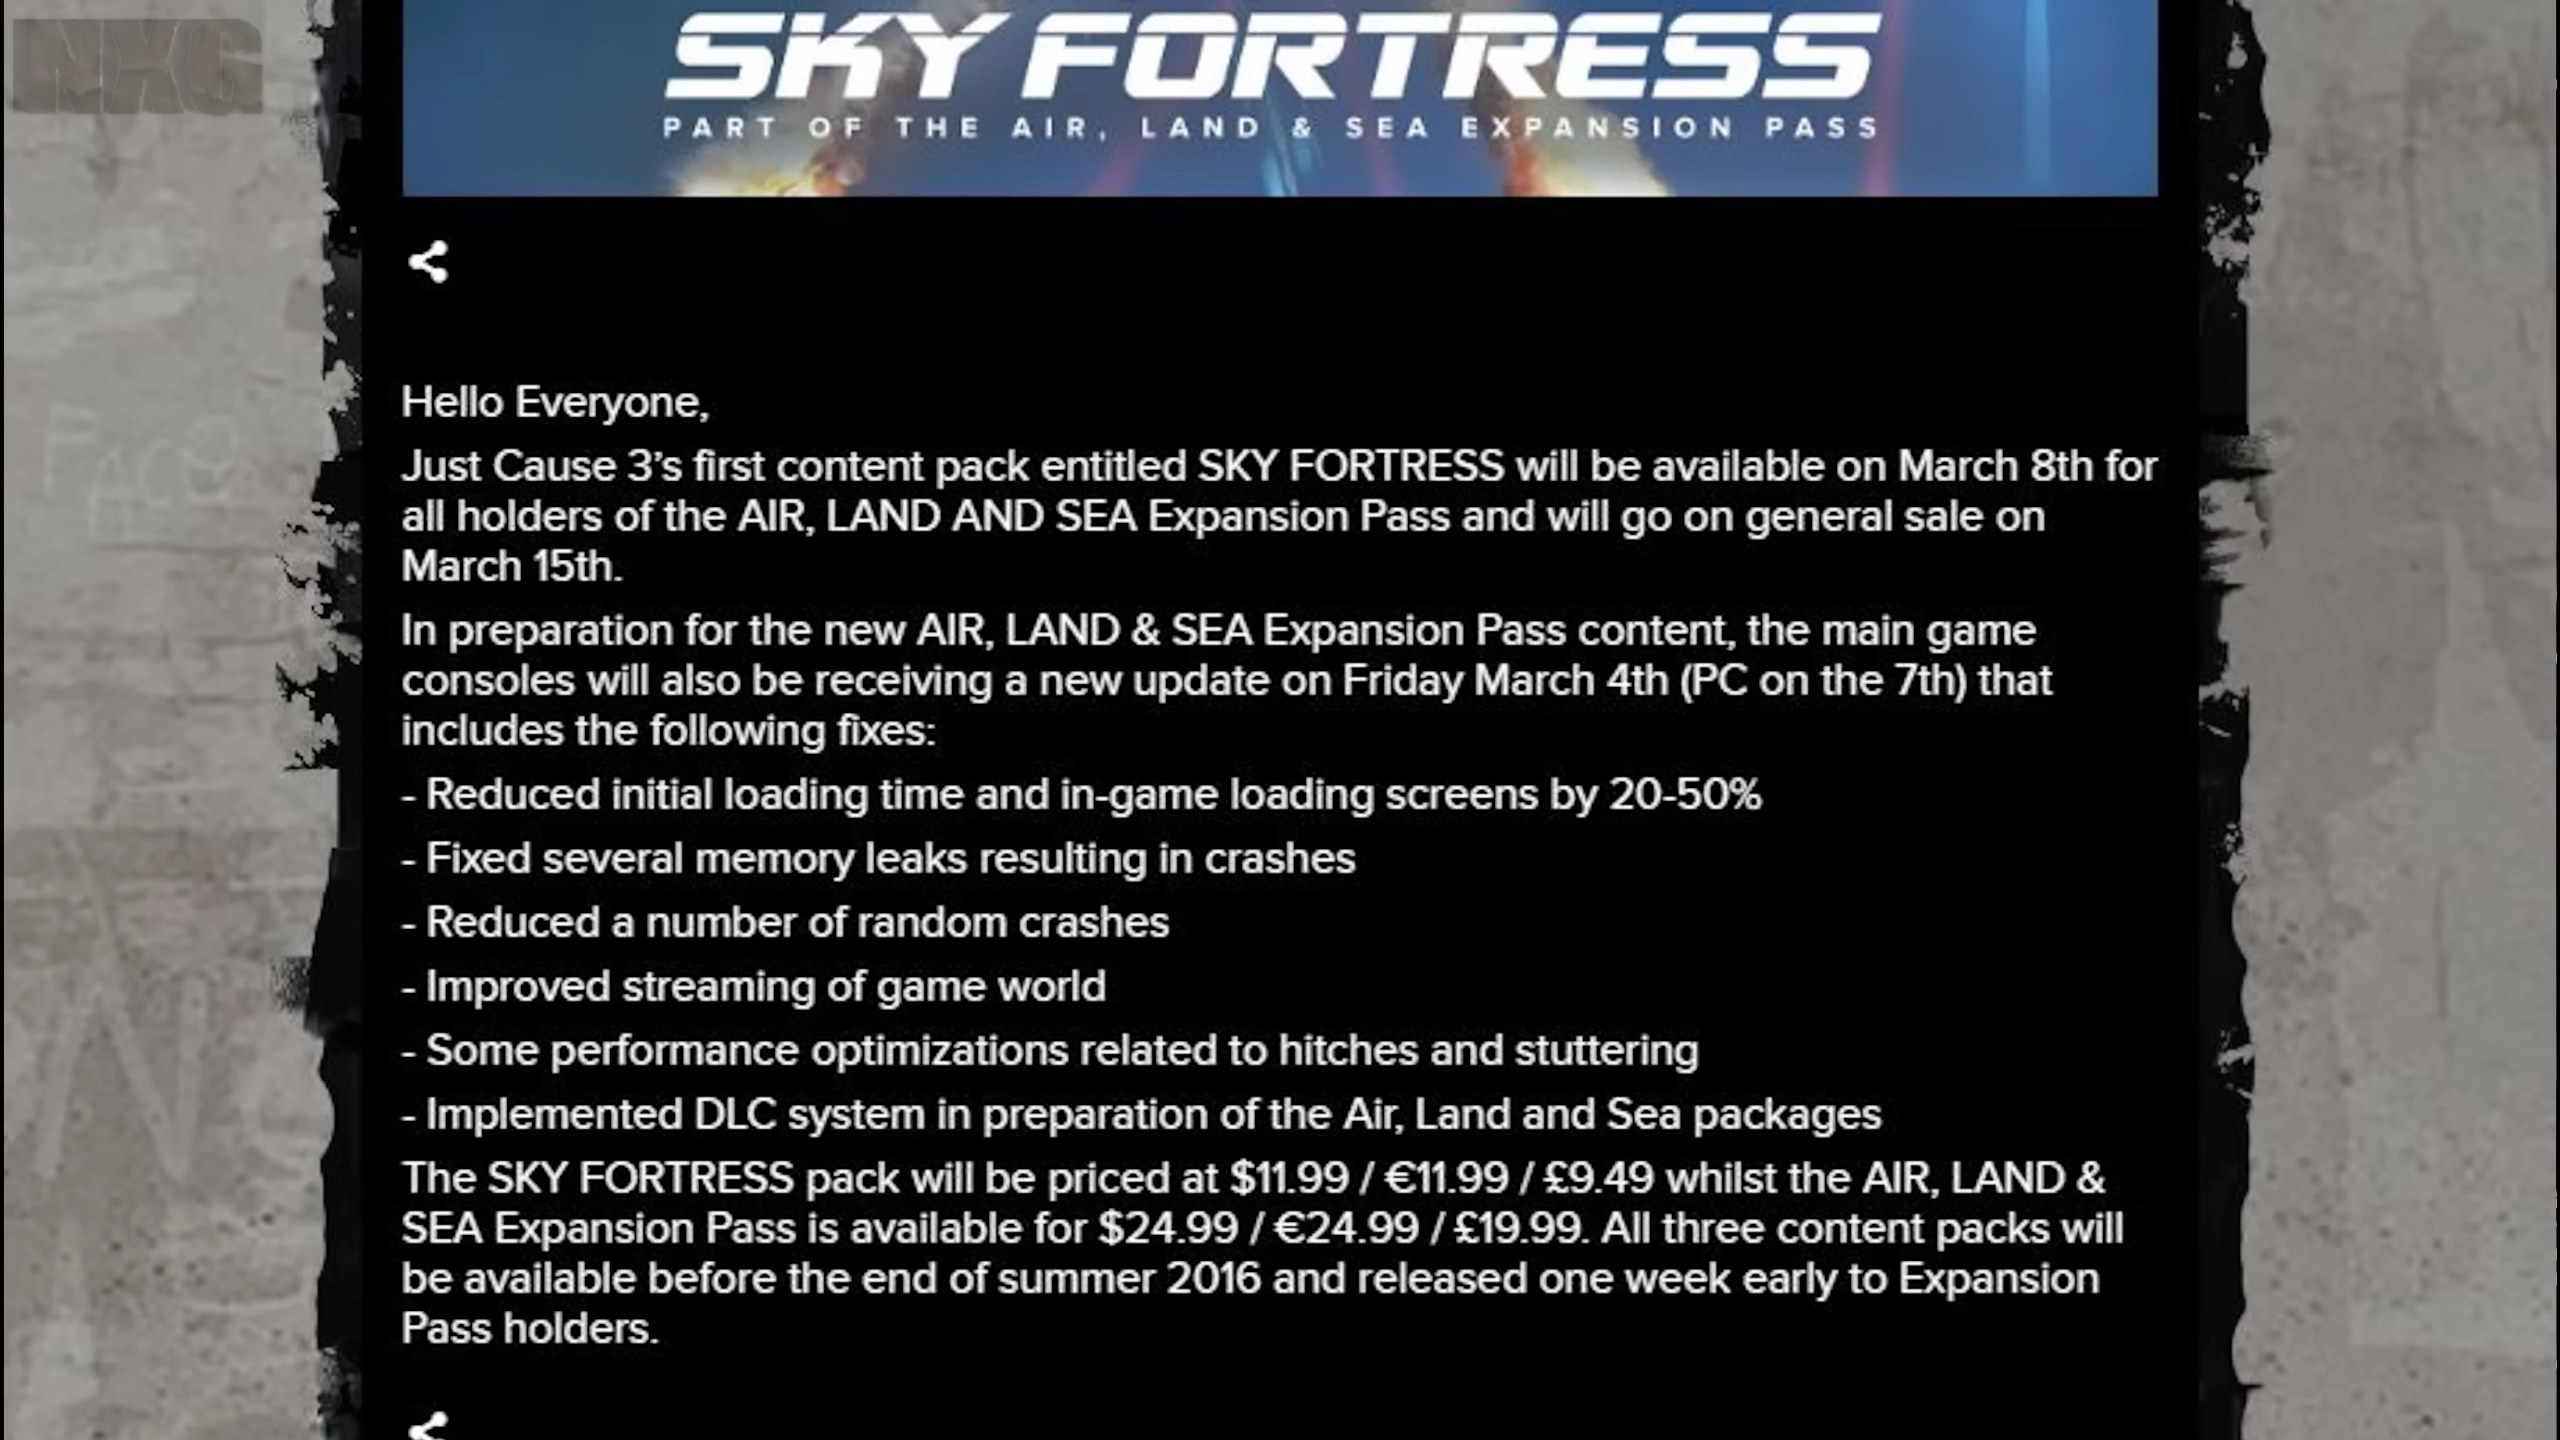 NXG
SKY FORTRESS
PART OF THE AIR, LAND & SEA EXPANSION PASS
Hello Everyone,
Just Cause 3’s first content pack entitled SKY FORTRESS will be available on March 8th for
all holders of the AIR, LAND AND SEA Expansion Pass and will go on general sale on
March 15th.
In preparation for the new AIR, LAND & SEA Expansion Pass content, the main game
consoles will also be receiving a new update on Friday March 4th (PC on the 7th) that
includes the following fixes:
- Reduced initial loading time and in-game loading screens by 20-50%
- Fixed several memory leaks resulting in crashes
- Reduced a number of random crashes
- Improved streaming of game world
- Some performance optimizations related to hitches and stuttering
- Implemented DLC system in preparation of the Air, Land and Sea packages
The SKY FORTRESS pack will be priced at $11.99 / €11.99 / £9.49 whilst the AIR, LAND &
SEA Expansion Pass is available for $24.99 / €24.99 / £19.99. All three content packs will
be available before the end of summer 2016 and released one week early to Expansion
Pass holders.